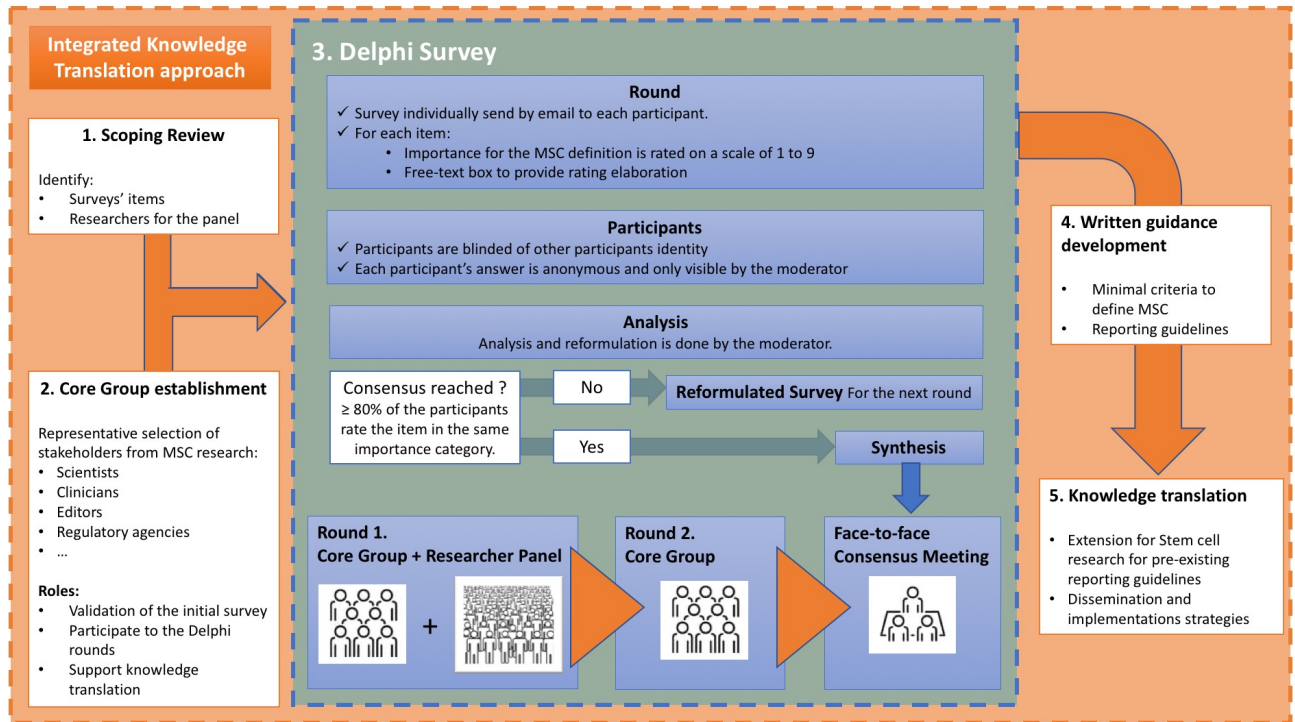 Integrated Knowledge
Translation approach
1. Scoping Review
Identify:
• Surveys' items
• Researchers for the panel
2. Core Group establishment
Representative selection of
stakeholders from MSC research:
• Scientists
• Clinicians
• Editors
• Regulatory agencies
• …
Roles:
• Validation of the initial survey
• Participate to the Delphi
rounds
• Support knowledge
translation
3. Delphi Survey
Round
✓ Survey individually send by email to each participant.
✓ For each item:
• Importance for the MSC definition is rated on a scale of 1 to 9
• Free-text box to provide rating elaboration
Participants
✓ Participants are blinded of other participants identity
✓ Each participant's answer is anonymous and only visible by the moderator
Analysis
Analysis and reformulation is done by the moderator.
Consensus reached ?
≥ 80% of the participants
rate the item in the same
importance category.
No
Reformulated Survey For the next round
Yes
Synthesis
Round 1.
Core Group + Researcher Panel
+
Round 2.
Core Group
Face-to-face
Consensus Meeting
4. Written guidance
development
• Minimal criteria to
define MSC
• Reporting guidelines
5. Knowledge translation
• Extension for Stem cell
research for pre-existing
reporting guidelines
• Dissemination and
implementations strategies